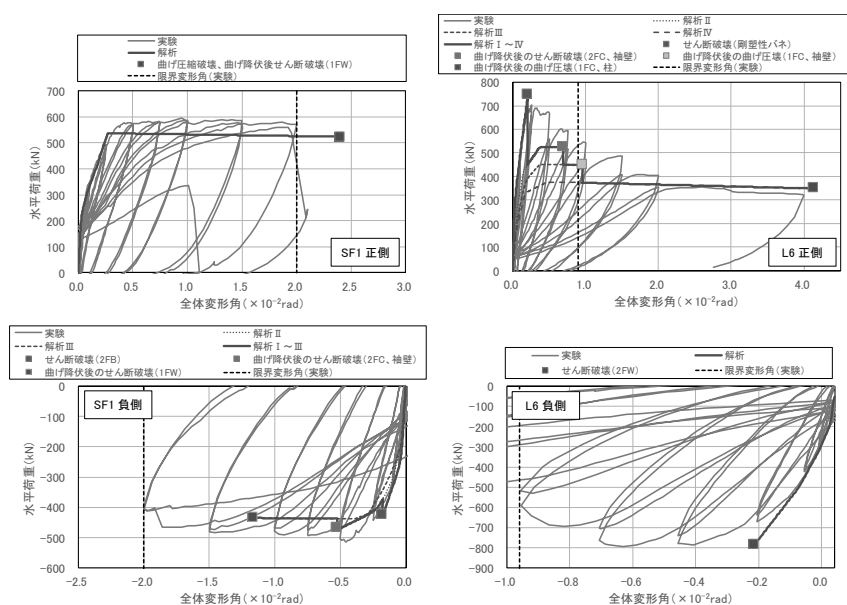 実験
解析
曲げ圧縮破壊、曲げ降伏後せん断破壊(1FW)
限界変形角(実験)
700
600
500
400
300
200
100
0
水平荷重(kN)
SF1 正側
0.0 0.5 1.0 1.5 2.0 2.5 3.0
全体変形角(×10⁻²rad)
実験 解析Ⅱ
解析Ⅲ 解析Ⅳ
解析Ⅰ~Ⅳ せん断破壊(剛塑性バネ)
曲げ降伏後のせん断破壊(2FC、袖壁) 曲げ降伏後の曲げ圧壊(1FC、袖壁)
曲げ降伏後の曲げ圧壊(1FC、柱) 限界変形角(実験)
800
700
600
500
400
300
200
100
0
水平荷重(kN)
L6 正側
0.0 1.0 2.0 3.0 4.0
全体変形角(×10⁻²rad)
実験 解析Ⅱ
解析Ⅲ 解析Ⅰ~Ⅲ
せん断破壊(2FB) 曲げ降伏後のせん断破壊(2FC、袖壁)
曲げ降伏後のせん断破壊(1FW) 限界変形角(実験)
0
-100
-200
-300
-400
-500
-600
水平荷重(kN)
SF1 負側
-2.5 -2.0 -1.5 -1.0 -0.5 0.0
全体変形角(×10⁻²rad)
実験 解析
せん断破壊(2FW) 限界変形角(実験)
0
-100
-200
-300
-400
-500
-600
-700
-800
-900
水平荷重(kN)
L6 負側
-1.0 -0.8 -0.6 -0.4 -0.2 0.0
全体変形角(×10⁻²rad)